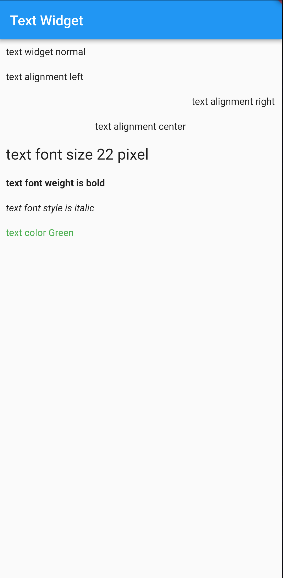 Text Widget
text widget normal
text alignment left
text alignment right
text alignment center
text font size 22 pixel
text font weight is bold
text font style is italic
text color Green